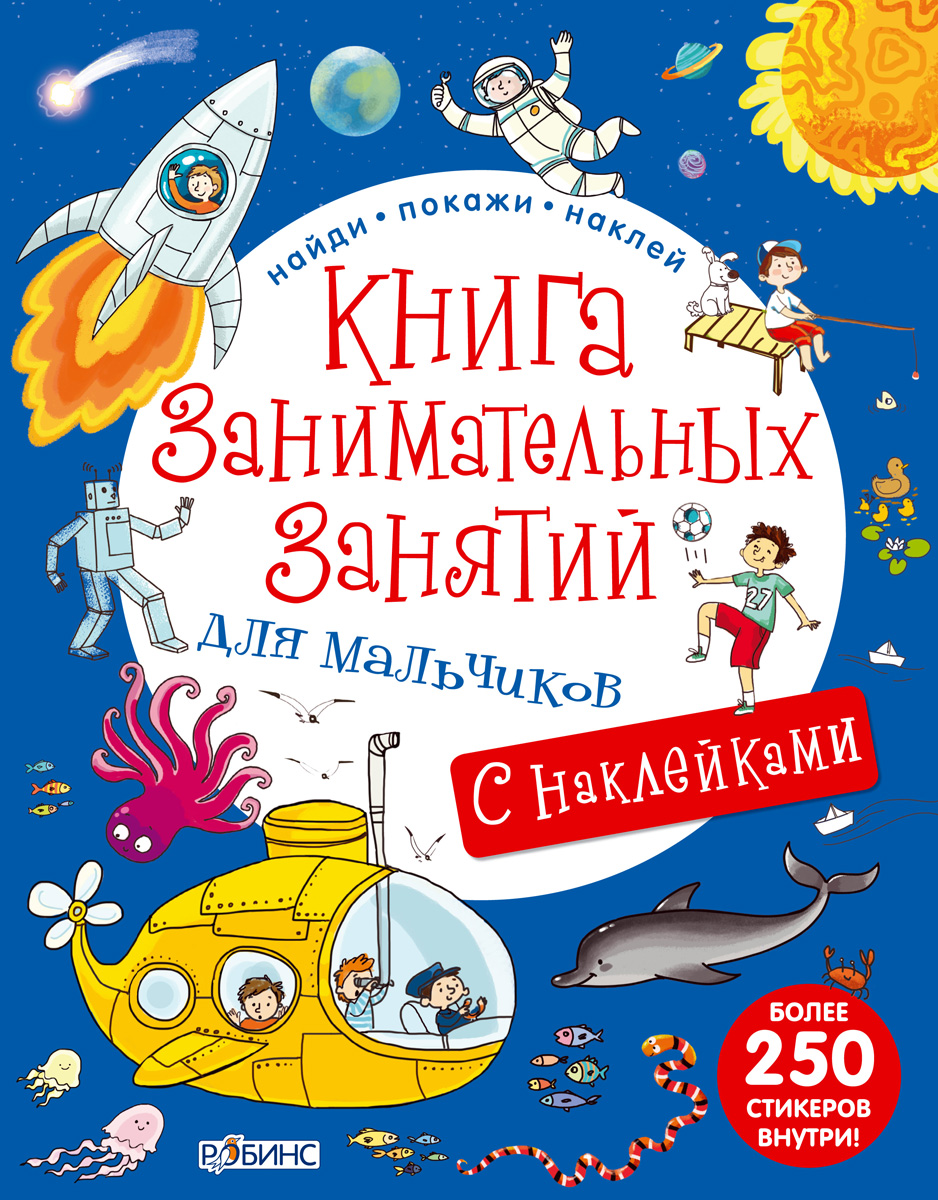 найди • покажи • наклей
Книга
Занимательных
Занятий
для мальчиков
27
С наклейками
БОЛЕЕ
250
СТИКЕРОВ
ВНУТРИ!
РОБИНС